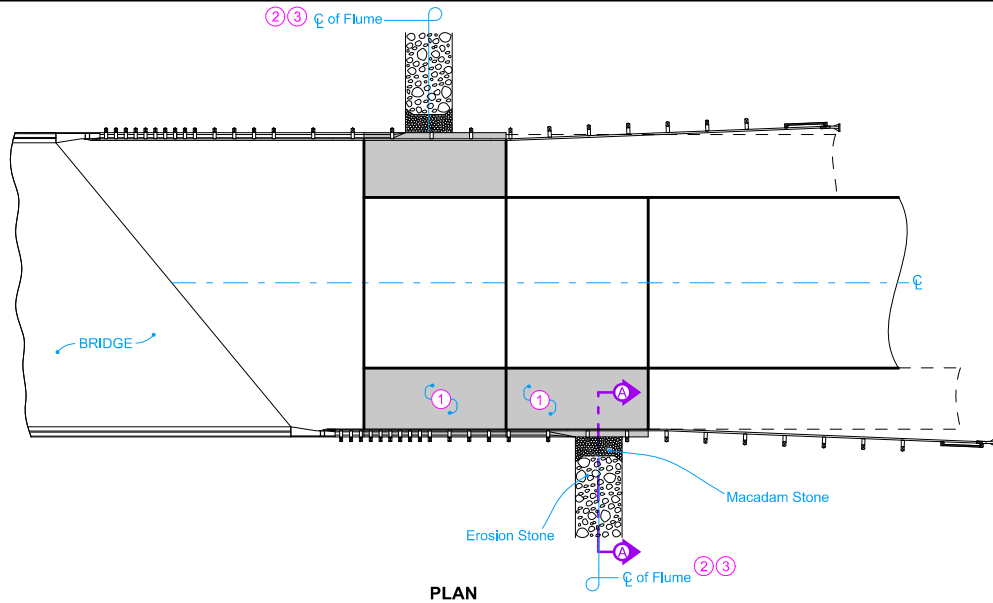 2 3 ℄ of Flume
℄
BRIDGE
1 1 A
Macadam Stone
Erosion Stone
A
℄ of Flume 2 3
PLAN